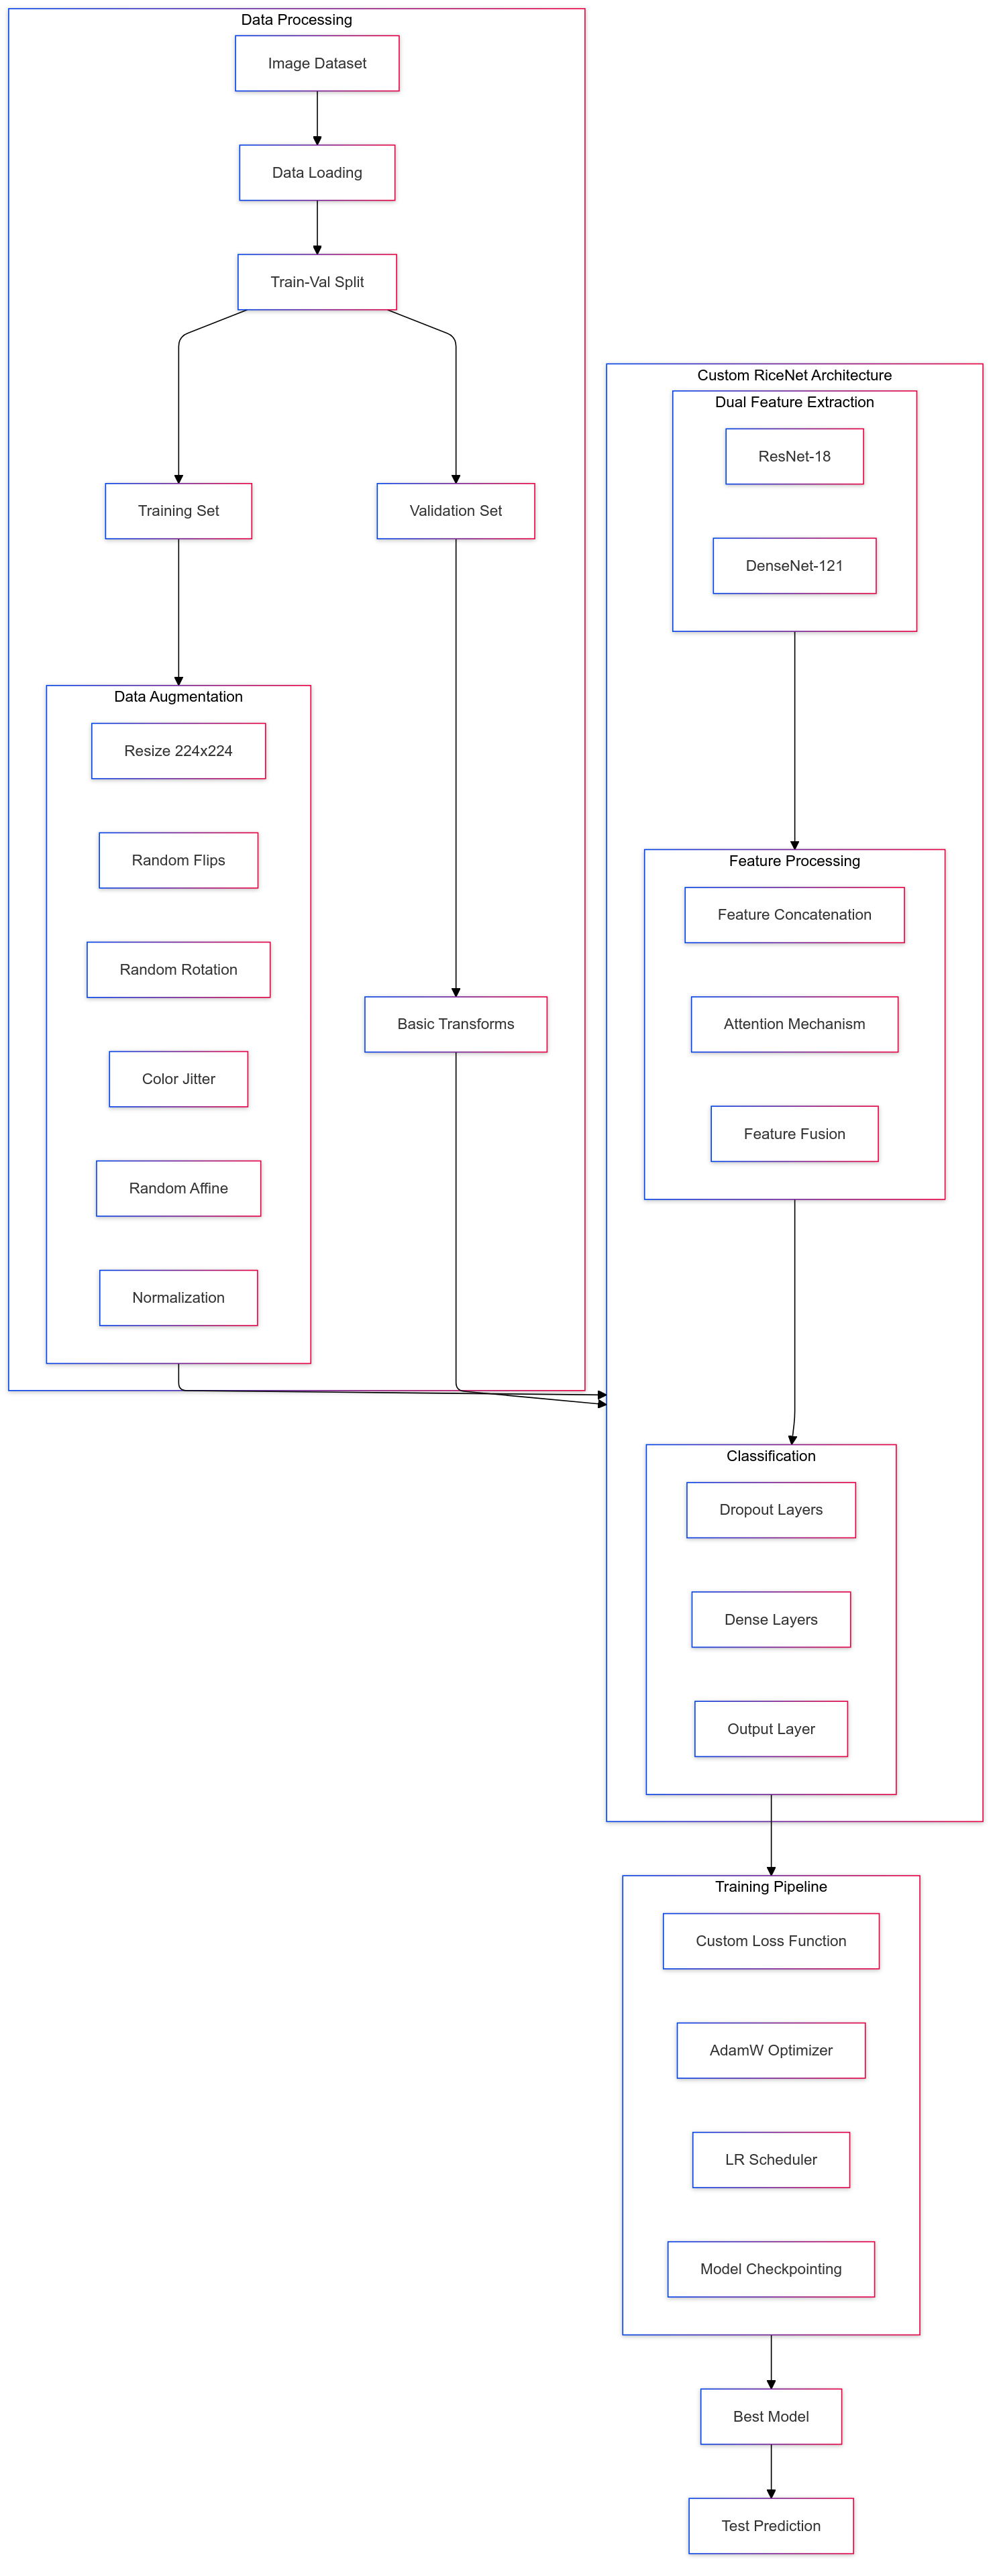 Data Processing
Image Dataset
Data Loading
Train-Val Split
Training Set
Validation Set
Data Augmentation
Resize 224x224
Random Flips
Random Rotation
Color Jitter
Random Affine
Normalization
Basic Transforms
Custom RiceNet Architecture
Dual Feature Extraction
ResNet-18
DenseNet-121
Feature Processing
Feature Concatenation
Attention Mechanism
Feature Fusion
Classification
Dropout Layers
Dense Layers
Output Layer
Training Pipeline
Custom Loss Function
AdamW Optimizer
LR Scheduler
Model Checkpointing
Best Model
Test Prediction